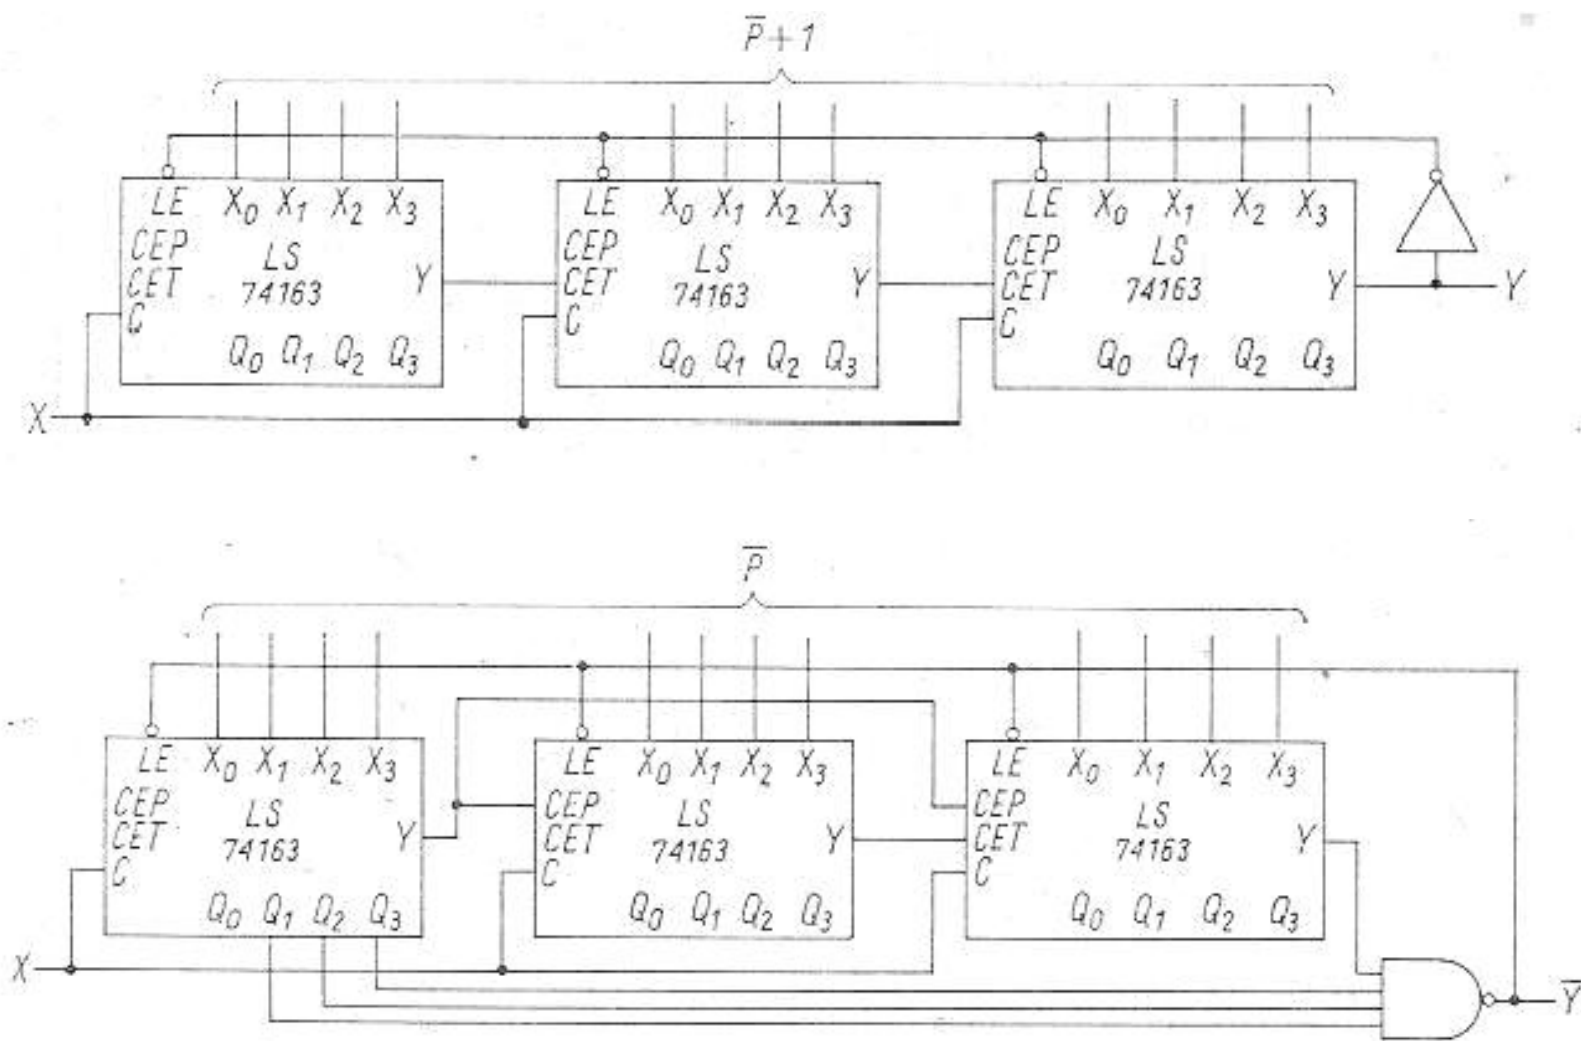 P̅+1
LE X₀ X₁ X₂ X₃ LE X₀ X₁ X₂ X₃ LE X₀ X₁ X₂ X₃
CEP LS CEP LS CEP LS
CET 74163 Y CET 74163 Y CET 74163 Y Y
C C C
Q₀ Q₁ Q₂ Q₃ Q₀ Q₁ Q₂ Q₃ Q₀ Q₁ Q₂ Q₃
X
P̅
LE X₀ X₁ X₂ X₃ LE X₀ X₁ X₂ X₃ LE X₀ X₁ X₂ X₃
CEP LS CEP LS CEP LS
CET 74163 Y CET 74163 Y CET 74163 Y
C C C
Q₀ Q₁ Q₂ Q₃ Q₀ Q₁ Q₂ Q₃ Q₀ Q₁ Q₂ Q₃
X Y̅